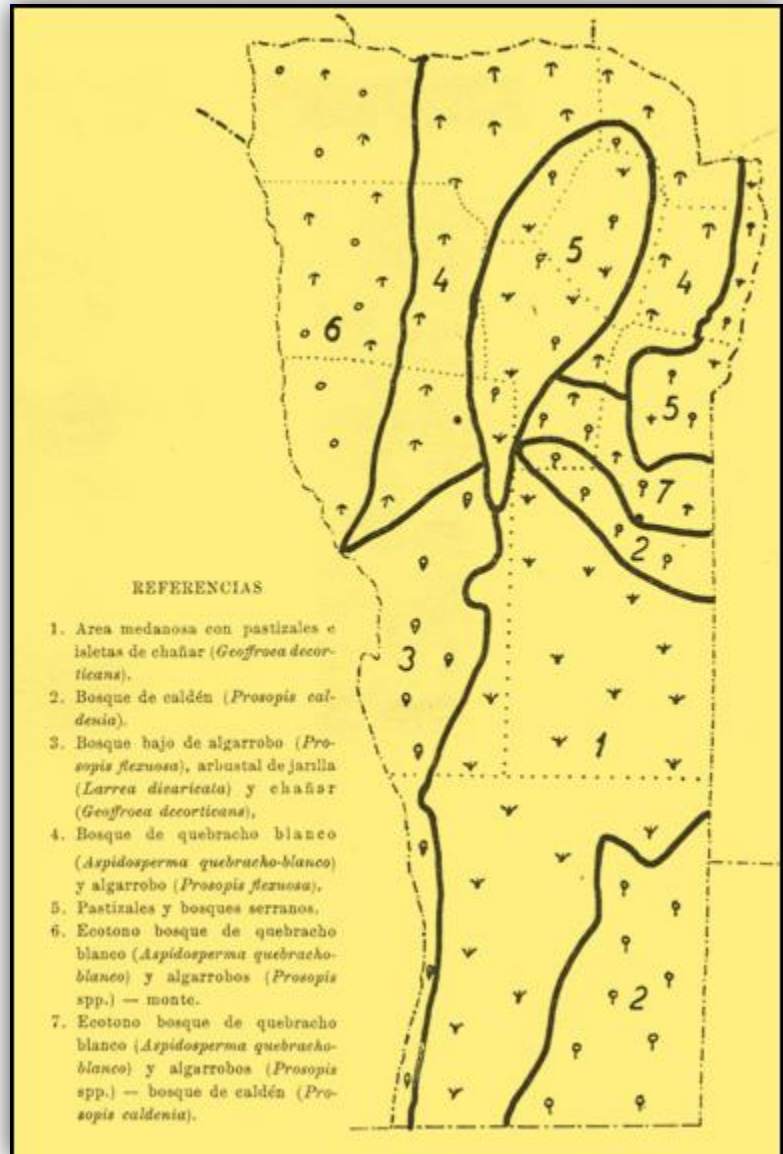 5
4
4
6
5
7
2
3
1
2
REFERENCIAS
1. Area medanosa con pastizales e
isletas de chañar (Geoffroea decor-
ticans).
2. Bosque de caldén (Prosopis cal-
denia).
3. Bosque bajo de algarrobo (Pro-
sopis flexuosa), arbustal de jarilla
(Larrea divaricata) y chañar
(Geoffroea decorticans),
4. Bosque de quebracho blanco
(Aspidosperma quebracho-blanco)
y algarrobo (Prosopis flexuosa).
5. Pastizales y bosques serranos.
6. Ecotono bosque de quebracho
blanco (Aspidosperma quebracho-
blanco) y algarrobos (Prosopis
spp.) — monte.
7. Ecotono bosque de quebracho
blanco (Aspidosperma quebracho-
blanco) y algarrobos (Prosopis
spp.) — bosque de caldén (Pro-
sopis caldenia).